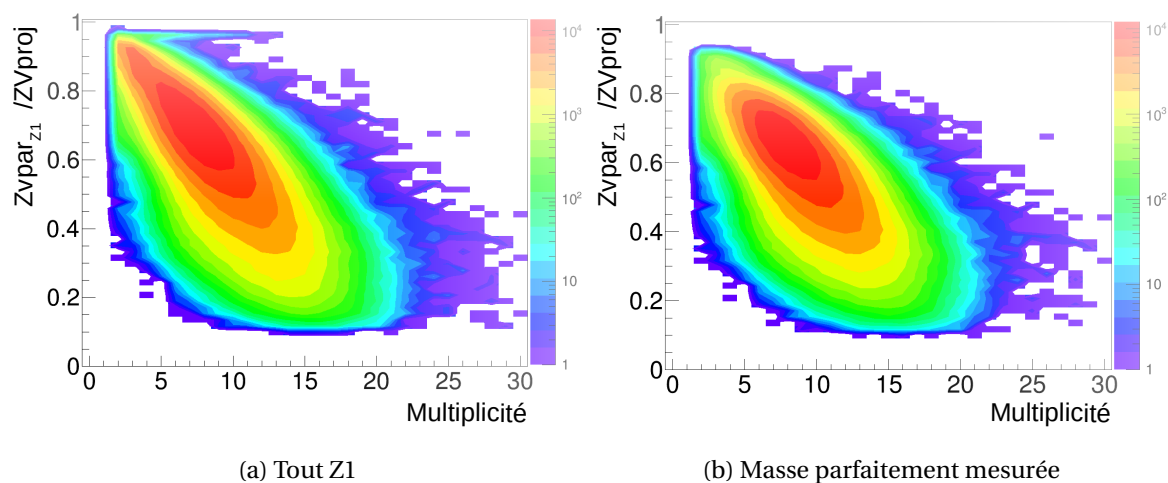 Zvpar_Z1 /ZVproj
1
0.8
0.6
0.4
0.2
0
0 5 10 15 20 25 30
Multiplicité
10^4
10^3
10^2
10
1
(a) Tout Z1
Zvpar_Z1 /ZVproj
1
0.8
0.6
0.4
0.2
0
0 5 10 15 20 25 30
Multiplicité
10^4
10^3
10^2
10
1
(b) Masse parfaitement mesurée